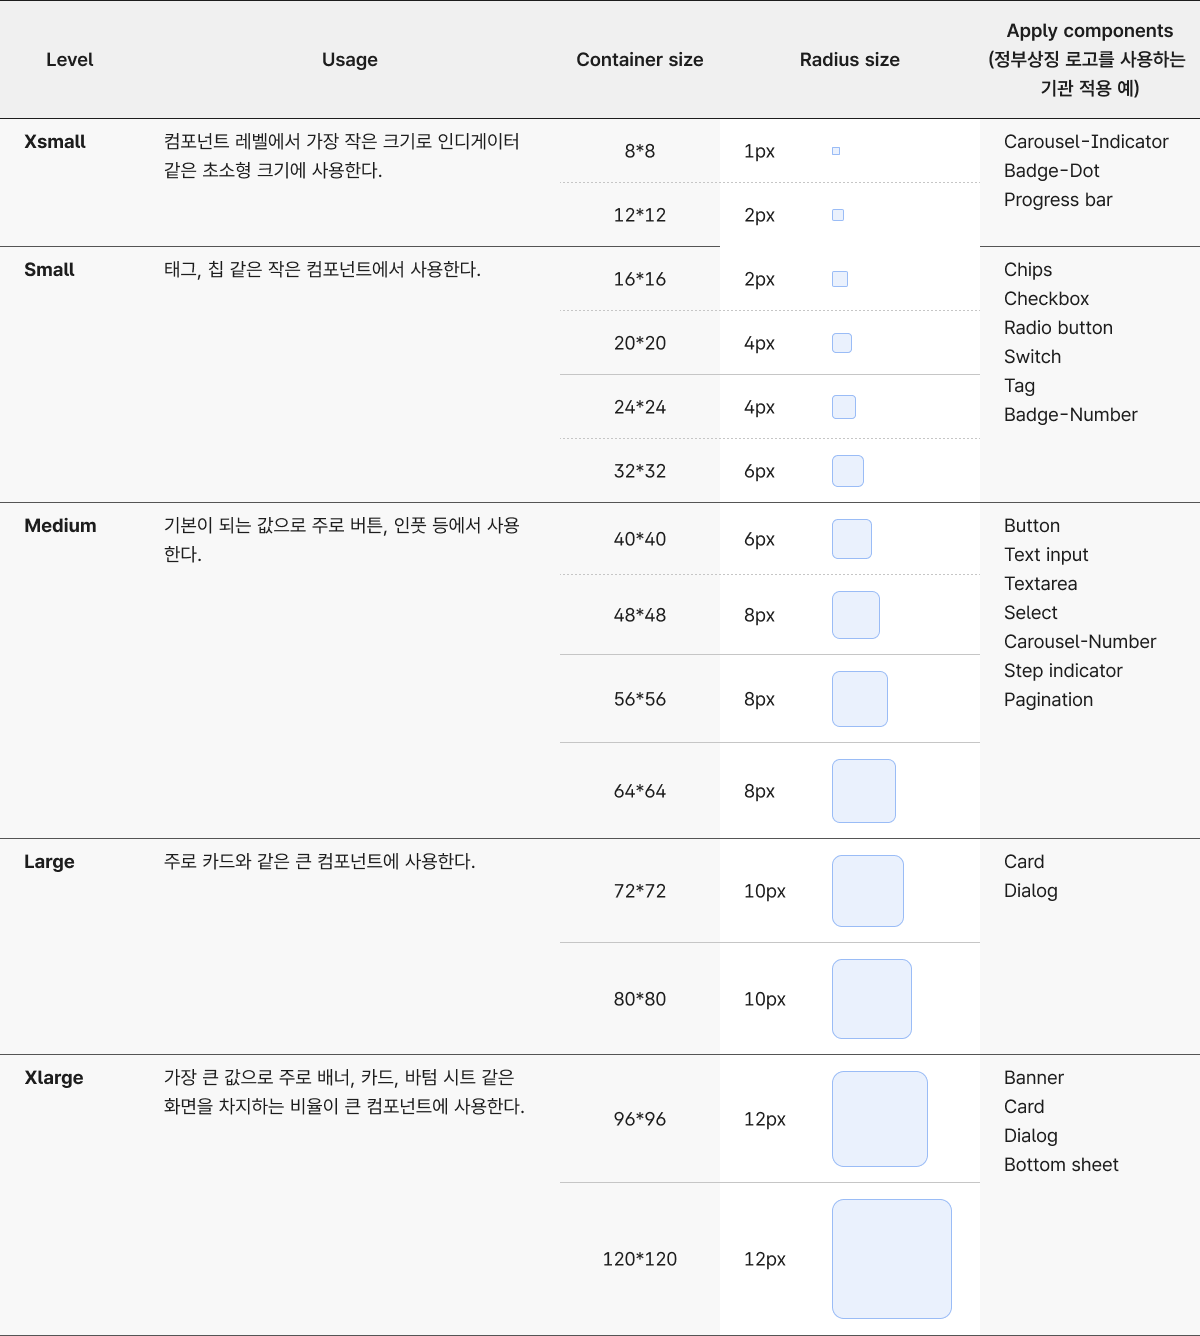 Level
Usage
Container size
Radius size
Apply components
(정부상징 로고를 사용하는
기관 적용 예)
Xsmall
컴포넌트 레벨에서 가장 작은 크기로 인디게이터
같은 초소형 크기에 사용한다.
8*8
1px
12*12
2px
Carousel-Indicator
Badge-Dot
Progress bar
Small
태그, 칩 같은 작은 컴포넌트에서 사용한다.
16*16
2px
20*20
4px
24*24
4px
32*32
6px
Chips
Checkbox
Radio button
Switch
Tag
Badge-Number
Medium
기본이 되는 값으로 주로 버튼, 인풋 등에서 사용
한다.
40*40
6px
48*48
8px
56*56
8px
64*64
8px
Button
Text input
Textarea
Select
Carousel-Number
Step indicator
Pagination
Large
주로 카드와 같은 큰 컴포넌트에 사용한다.
72*72
10px
80*80
10px
Card
Dialog
Xlarge
가장 큰 값으로 주로 배너, 카드, 바텀 시트 같은
화면을 차지하는 비율이 큰 컴포넌트에 사용한다.
96*96
12px
120*120
12px
Banner
Card
Dialog
Bottom sheet